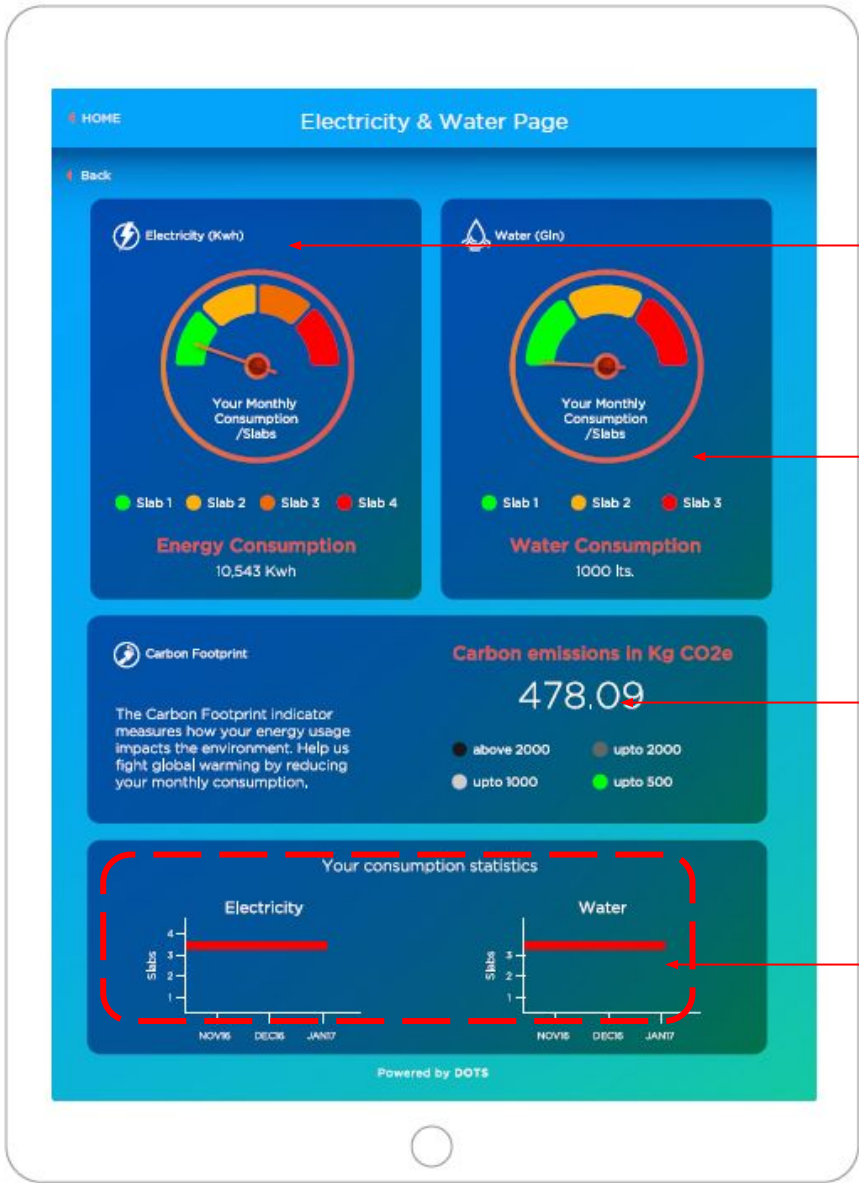 HOME
Electricity & Water Page
Back
Electricity (Kwh)
Your Monthly
Consumption
/Slabs
Slab 1 Slab 2 Slab 3 Slab 4
Energy Consumption
10,543 Kwh
Water (Gln)
Your Monthly
Consumption
/Slabs
Slab 1 Slab 2 Slab 3
Water Consumption
1000 lts.
Carbon Footprint
The Carbon Footprint indicator
measures how your energy usage
impacts the environment. Help us
fight global warming by reducing
your monthly consumption,
Carbon emissions in Kg CO2e
478.09
above 2000 upto 2000
upto 1000 upto 500
Your consumption statistics
Electricity
Slabs
4
3
2
1
NOV16 DEC16 JAN17
Water
Slabs
3
2
1
NOV16 DEC16 JAN17
Powered by DOTS